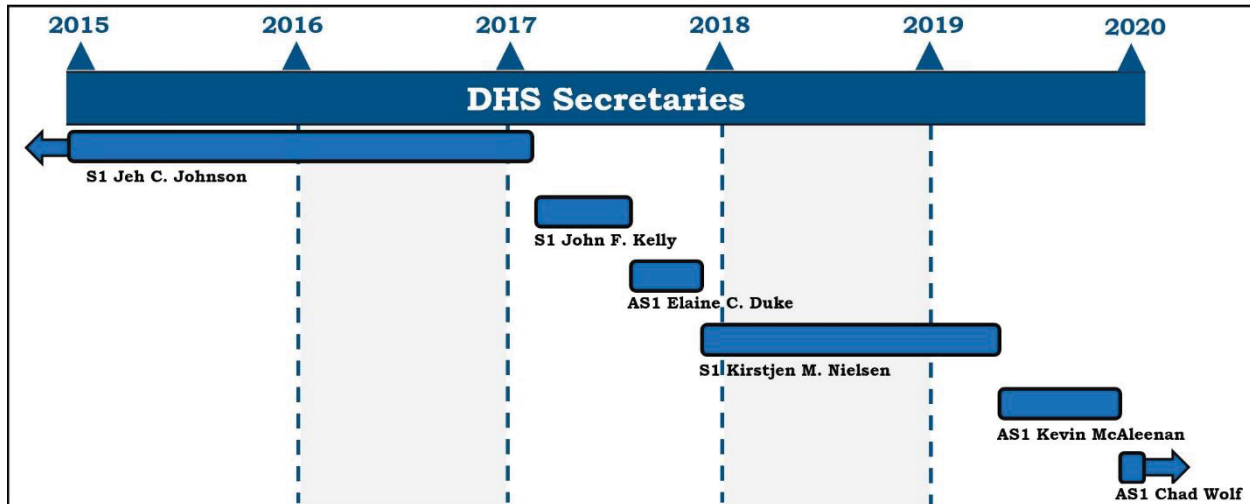 2015 2016 2017 2018 2019 2020
DHS Secretaries
S1 Jeh C. Johnson
S1 John F. Kelly
AS1 Elaine C. Duke
S1 Kirstjen M. Nielsen
AS1 Kevin McAleenan
AS1 Chad Wolf